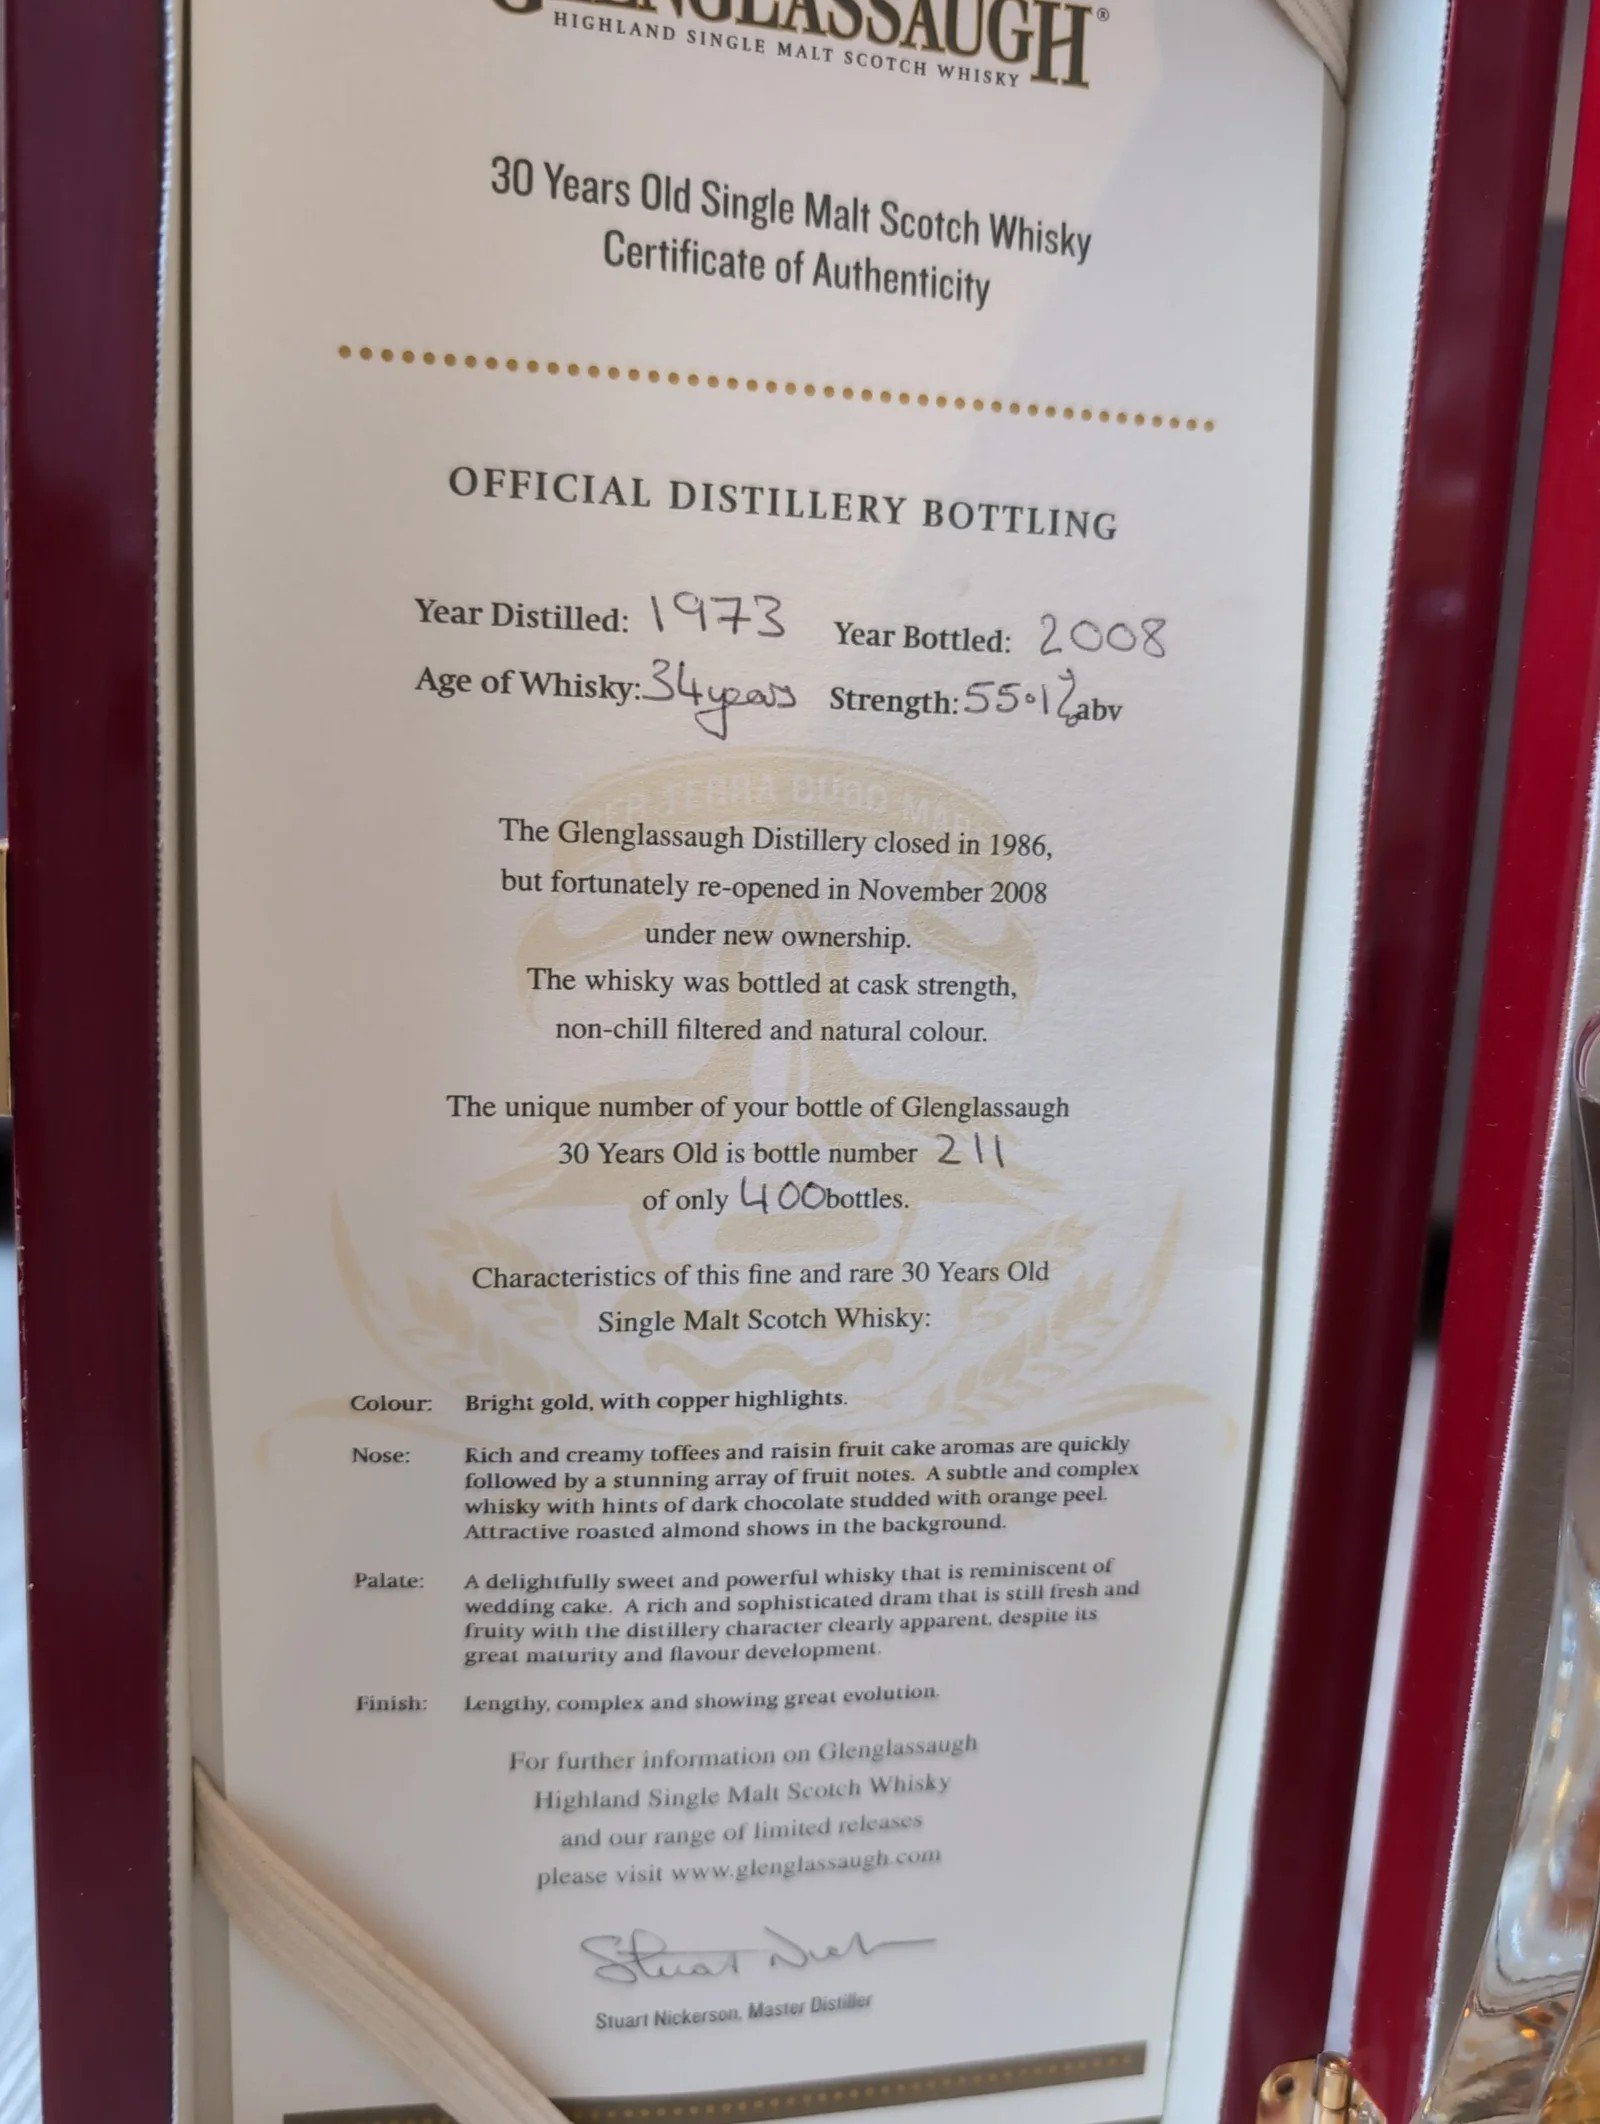 GLENGLASSAUGH®
HIGHLAND SINGLE MALT SCOTCH WHISKY
30 Years Old Single Malt Scotch Whisky
Certificate of Authenticity
OFFICIAL DISTILLERY BOTTLING
Year Distilled: 1973 Year Bottled: 2008
Age of Whisky: 34 years Strength: 55.1% abv
The Glenglassaugh Distillery closed in 1986,
but fortunately re-opened in November 2008
under new ownership.
The whisky was bottled at cask strength,
non-chill filtered and natural colour.
The unique number of your bottle of Glenglassaugh
30 Years Old is bottle number 211
of only 400 bottles.
Characteristics of this fine and rare 30 Years Old
Single Malt Scotch Whisky:
Colour: Bright gold, with copper highlights.
Nose: Rich and creamy toffees and raisin fruit cake aromas are quickly
followed by a stunning array of fruit notes. A subtle and complex
whisky with hints of dark chocolate studded with orange peel.
Attractive roasted almond shows in the background.
Palate: A delightfully sweet and powerful whisky that is reminiscent of
wedding cake. A rich and sophisticated dram that is still fresh and
fruity with the distillery character clearly apparent, despite its
great maturity and flavour development.
Finish: Lengthy, complex and showing great evolution.
For further information on Glenglassaugh
Highland Single Malt Scotch Whisky
and our range of limited releases
please visit www.glenglassaugh.com
Stuart Nickerson, Master Distiller